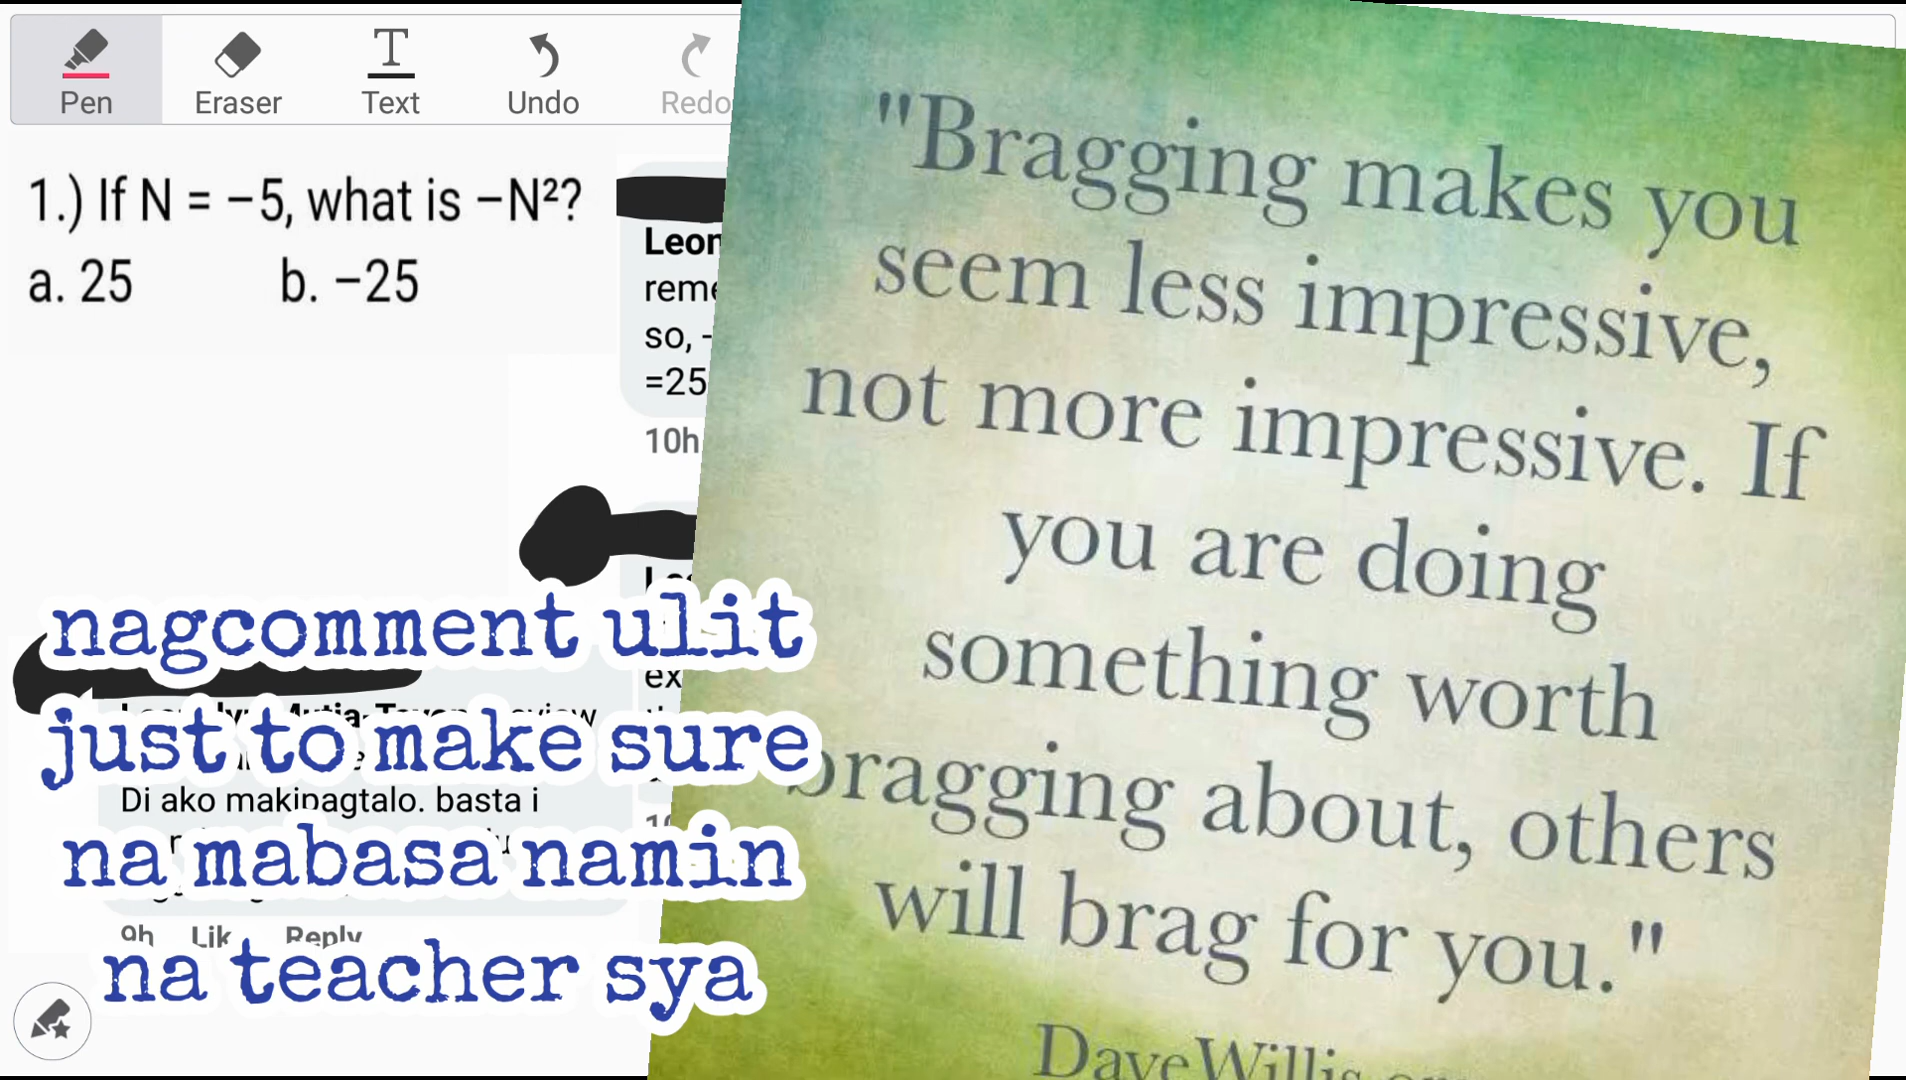 Pen
Eraser
Text
Undo
Redo
1.) If N = −5, what is −N²?
a. 25 b. −25
Leon
reme
so, -
=25
10h
ex
Di ako makipagtalo. basta i
9h Lik Reply
nagcomment ulit
just to make sure
na mabasa namin
na teacher sya
"Bragging makes you
seem less impressive,
not more impressive. If
you are doing
something worth
bragging about, others
will brag for you."
DaveWillis.org